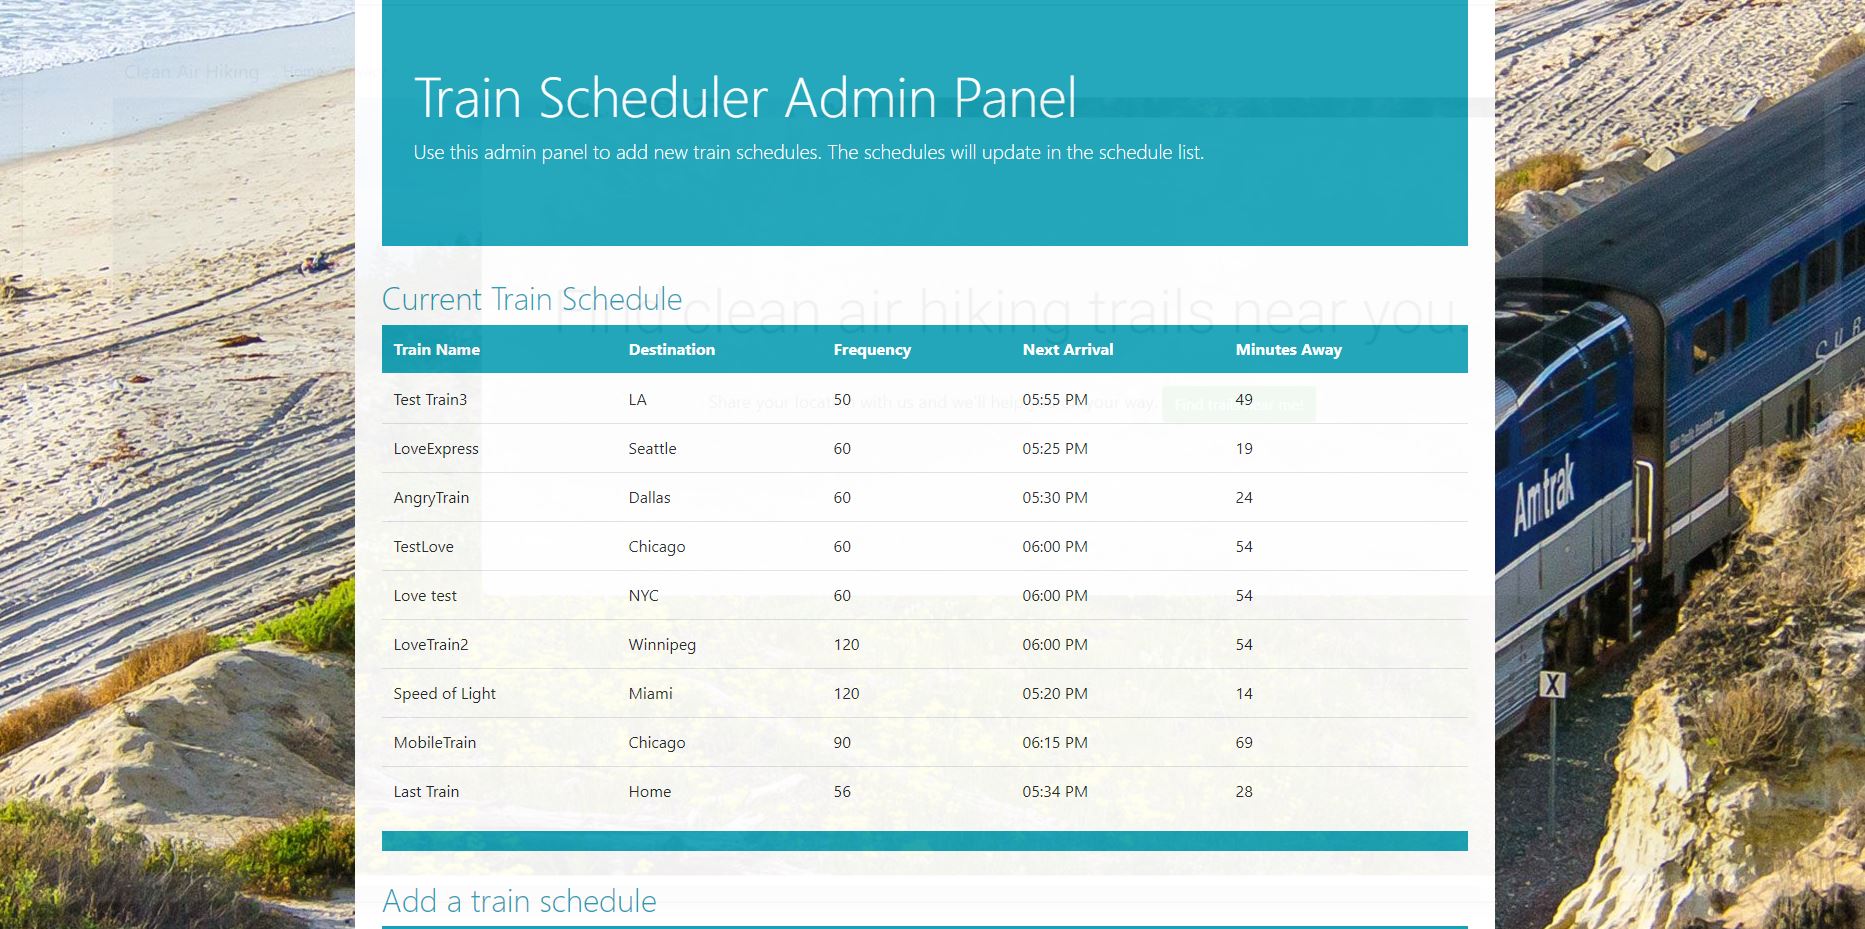 Clean Air Hiking Home
Train Scheduler Admin Panel
Use this admin panel to add new train schedules. The schedules will update in the schedule list.
Current Train Schedule
Find clean air hiking trails near you.
Train Name Destination Frequency Next Arrival Minutes Away
Share your location with us and we'll help your way. Find trails near me!
Test Train3 LA 50 05:55 PM 49
LoveExpress Seattle 60 05:25 PM 19
AngryTrain Dallas 60 05:30 PM 24
TestLove Chicago 60 06:00 PM 54
Love test NYC 60 06:00 PM 54
LoveTrain2 Winnipeg 120 06:00 PM 54
Speed of Light Miami 120 05:20 PM 14
MobileTrain Chicago 90 06:15 PM 69
Last Train Home 56 05:34 PM 28
Add a train schedule
Amtrak
SUR
X